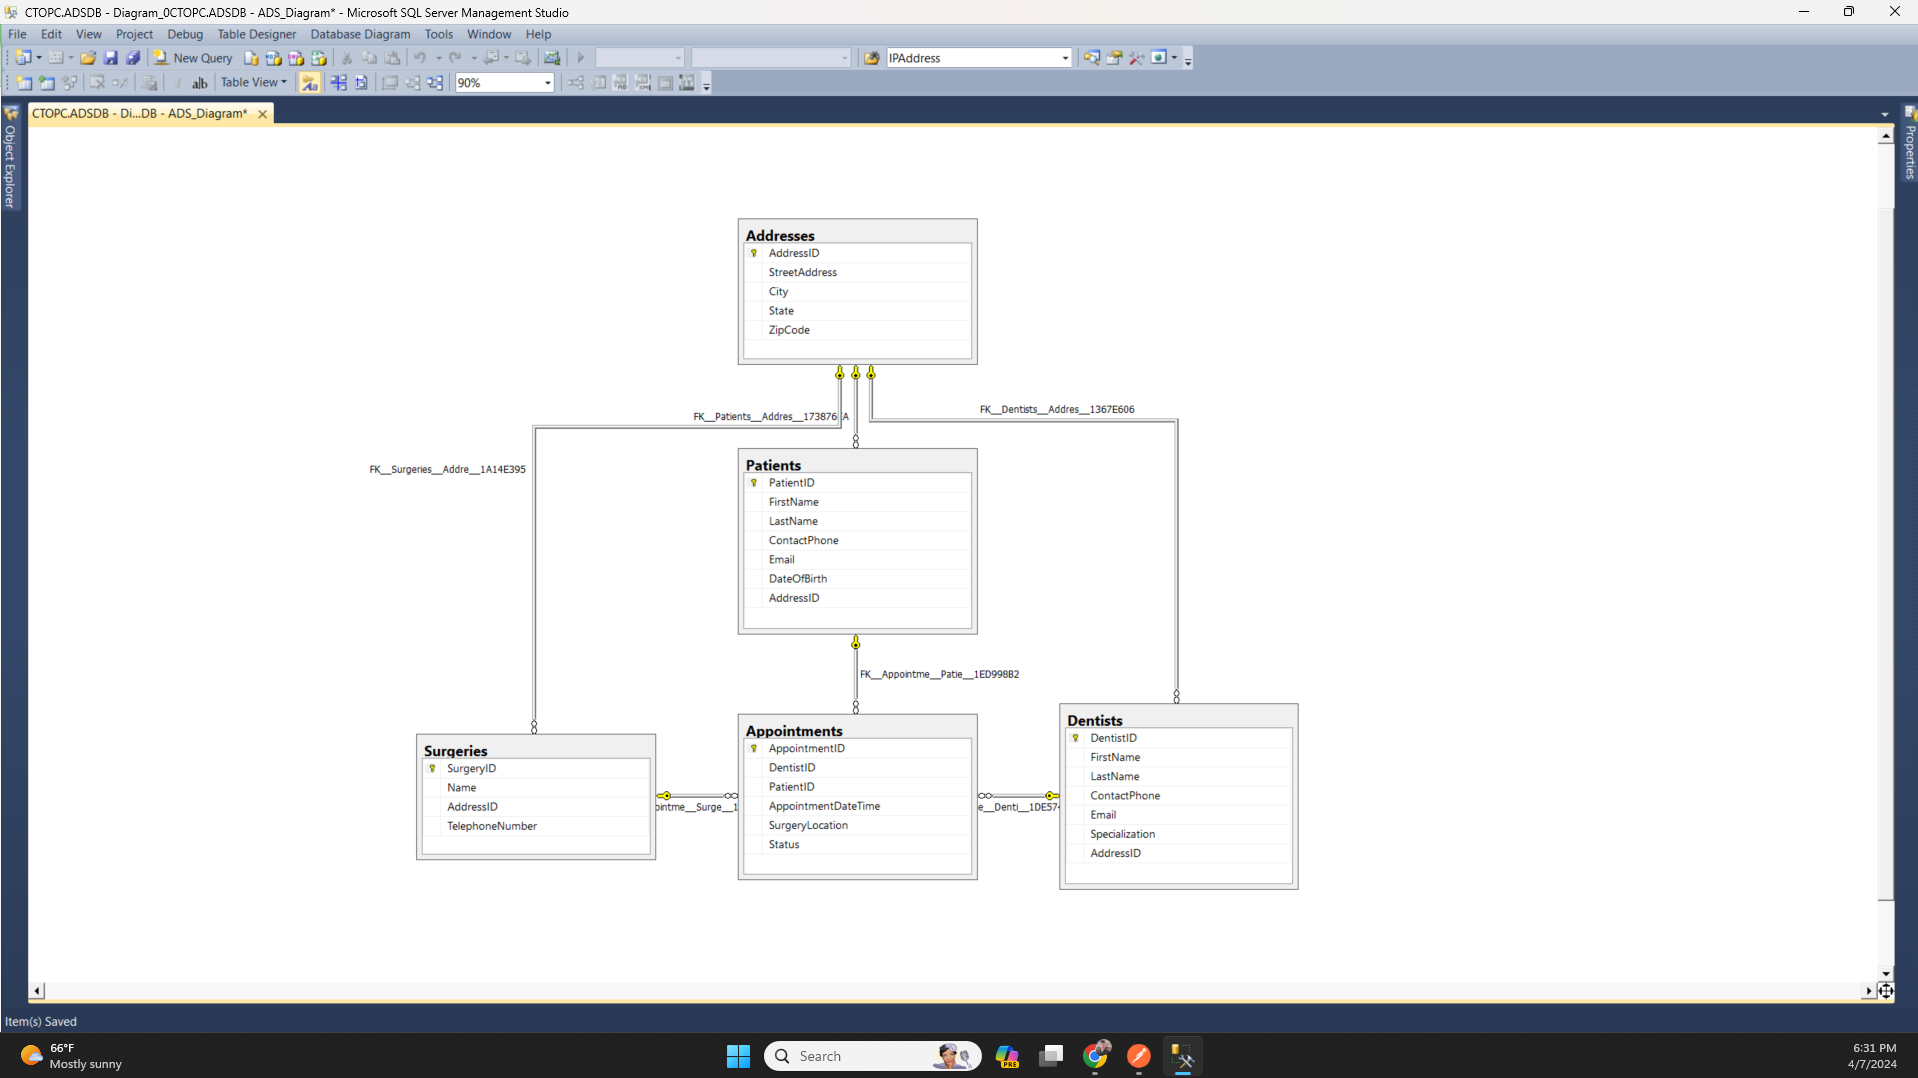 CTOPC.ADSDB - Diagram_0CTOPC.ADSDB - ADS_Diagram* - Microsoft SQL Server Management Studio
File Edit View Project Debug Table Designer Database Diagram Tools Window Help
New Query IPAddress
a|b Table View 90%
CTOPC.ADSDB - Di...DB - ADS_Diagram*
Object Explorer
Properties
Addresses
AddressID
StreetAddress
City
State
ZipCode
FK__Patients__Addres__173876EA
FK__Dentists__Addres__1367E606
FK__Surgeries__Addre__1A14E395
Patients
PatientID
FirstName
LastName
ContactPhone
Email
DateOfBirth
AddressID
FK__Appointme__Patie__1ED998B2
Surgeries
SurgeryID
Name
AddressID
TelephoneNumber
ointme__Surge__1
Appointments
AppointmentID
DentistID
PatientID
AppointmentDateTime
SurgeryLocation
Status
e__Denti__1DE574
Dentists
DentistID
FirstName
LastName
ContactPhone
Email
Specialization
AddressID
Item(s) Saved
66°F
Mostly sunny
Search
PRE
6:31 PM
4/7/2024